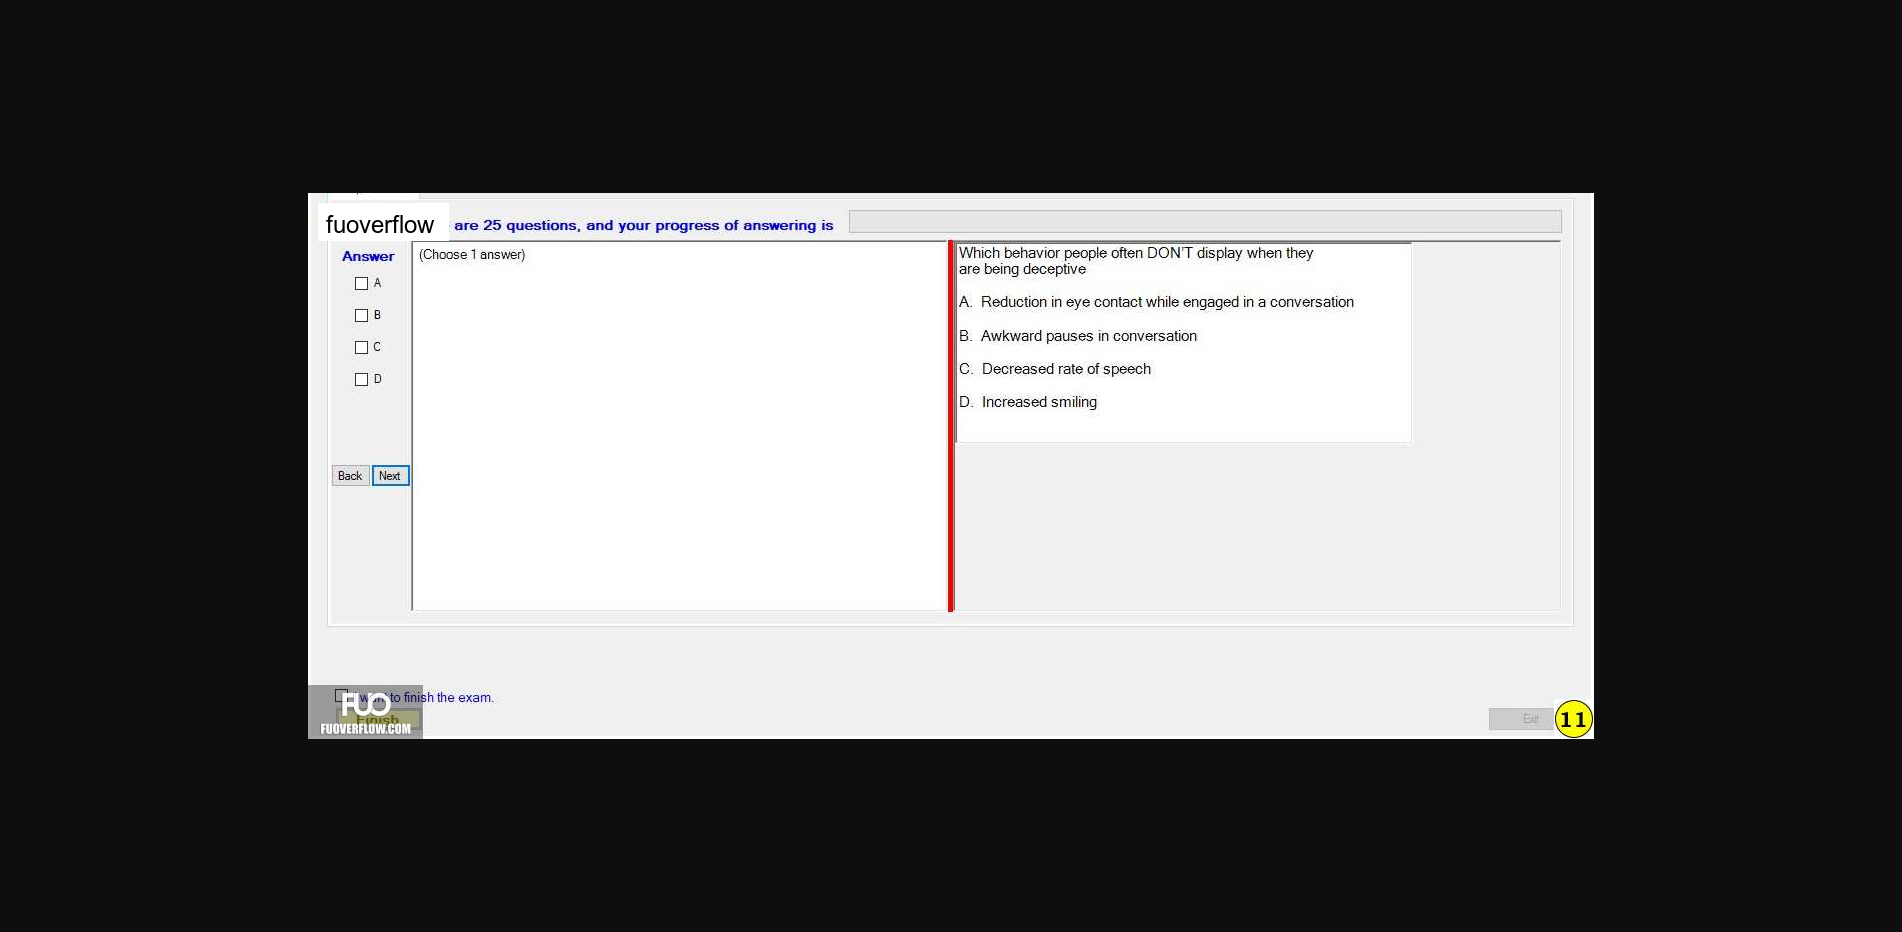 fuoverflow are 25 questions, and your progress of answering is
Answer
A
B
C
D
Back Next
(Choose 1 answer)
Which behavior people often DON'T display when they
are being deceptive
A. Reduction in eye contact while engaged in a conversation
B. Awkward pauses in conversation
C. Decreased rate of speech
D. Increased smiling
want to finish the exam.
Finish
FUO
FUOVERFLOW.COM
Exit
11